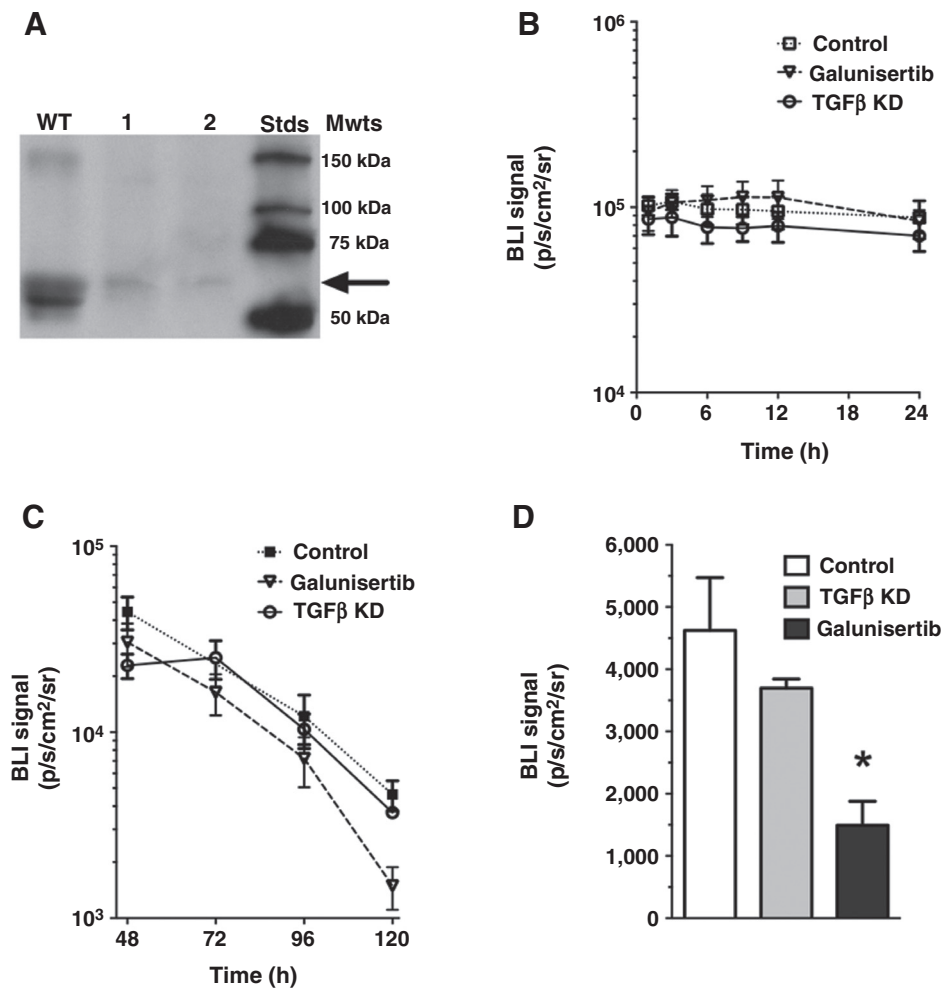 A
WT 1 2 Stds Mwts
150 kDa
100 kDa
75 kDa
50 kDa
B
10⁶
10⁵
10⁴
BLI signal
(p/s/cm²/sr)
Control
Galunisertib
TGFβ KD
0 6 12 18 24
Time (h)
C
10⁵
10⁴
10³
BLI signal
(p/s/cm²/sr)
Control
Galunisertib
TGFβ KD
48 72 96 120
Time (h)
D
6,000
5,000
4,000
3,000
2,000
1,000
0
BLI signal
(p/s/cm²/sr)
Control
TGFβ KD
Galunisertib
*